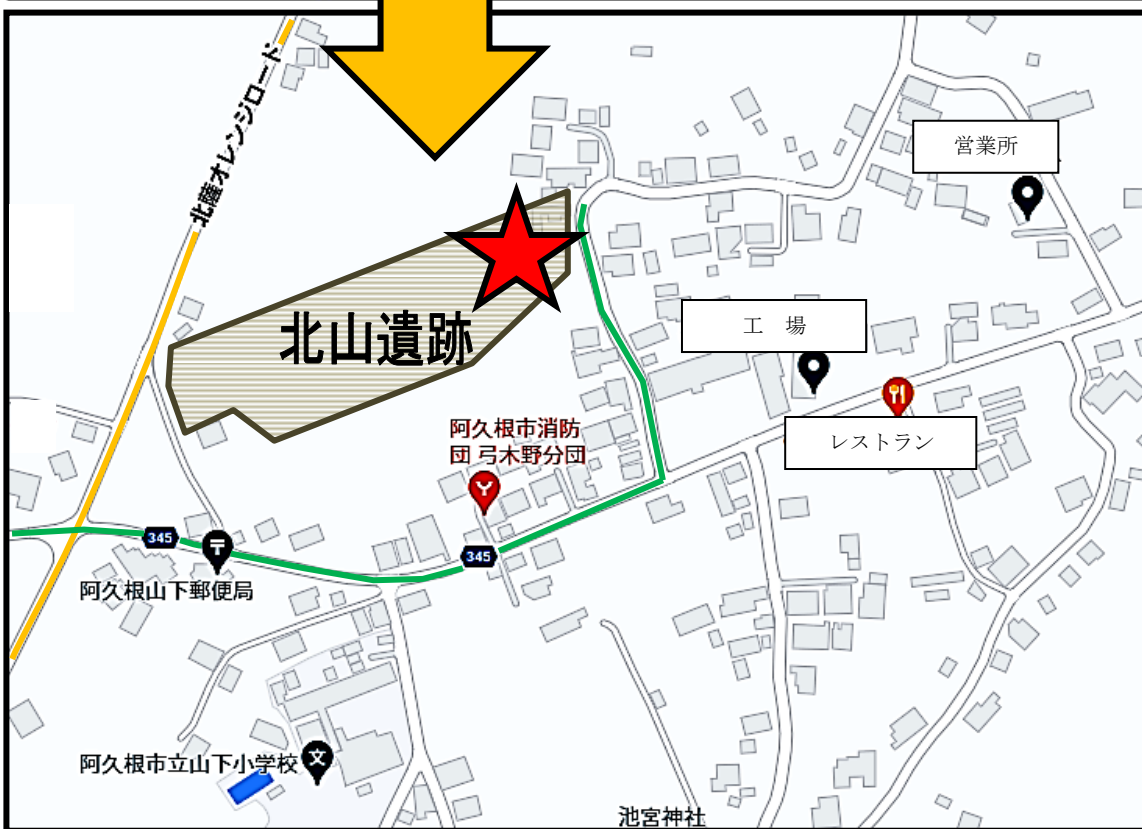 北薩オレンジロード
営業所
北山遺跡
工　場
レストラン
阿久根市消防
団 弓木野分団
345
345
阿久根山下郵便局
阿久根市立山下小学校
文
池宮神社